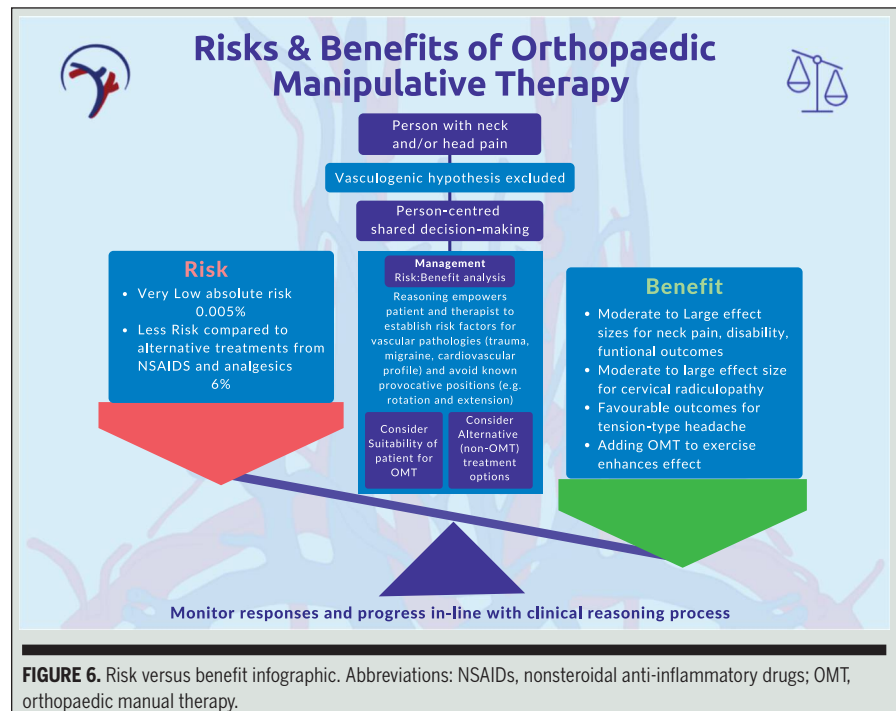 Risks & Benefits of Orthopaedic
Manipulative Therapy
Person with neck
and/or head pain
Vasculogenic hypothesis excluded
Person-centred
shared decision-making
Risk
• Very Low absolute risk
0.005%
• Less Risk compared to
alternative treatments from
NSAIDS and analgesics
6%
Management
Risk:Benefit analysis
Reasoning empowers
patient and therapist to
establish risk factors for
vascular pathologies (trauma,
migraine, cardiovascular
profile) and avoid known
provocative positions (e.g.
rotation and extension)
Consider
Suitability of
patient for
OMT
Consider
Alternative
(non-OMT)
treatment
options
Benefit
• Moderate to Large effect
sizes for neck pain, disability,
funtional outcomes
• Moderate to large effect size
for cervical radiculopathy
• Favourable outcomes for
tension-type headache
• Adding OMT to exercise
enhances effect
Monitor responses and progress in-line with clinical reasoning process
FIGURE 6. Risk versus benefit infographic. Abbreviations: NSAIDs, nonsteroidal anti-inflammatory drugs; OMT,
orthopaedic manual therapy.